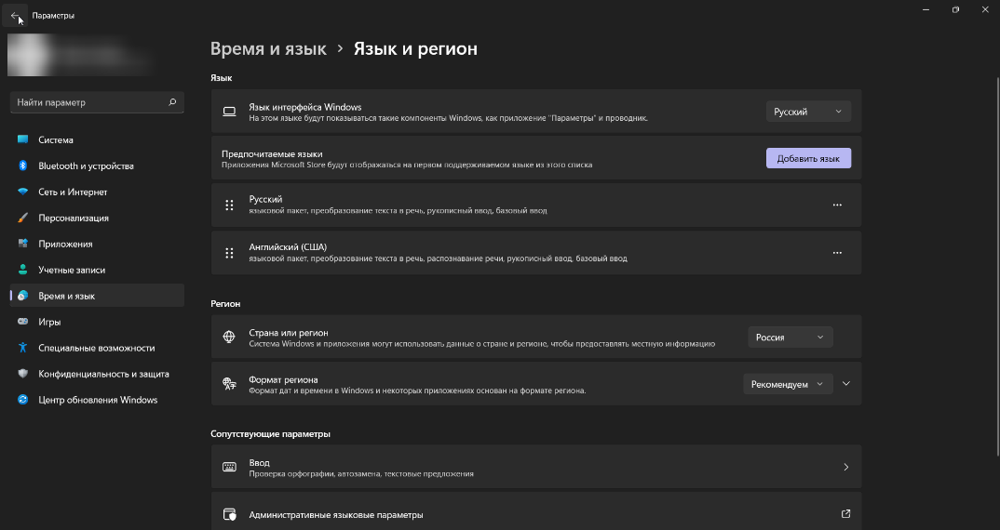 Параметры
Найти параметр
Система
Bluetooth и устройства
Сеть и Интернет
Персонализация
Приложения
Учетные записи
Время и язык
Игры
Специальные возможности
Конфиденциальность и защита
Центр обновления Windows
Время и язык › Язык и регион
Язык
Язык интерфейса Windows
На этом языке будут показываться такие компоненты Windows, как приложение "Параметры" и проводник.
Русский
Предпочитаемые языки
Приложения Microsoft Store будут отображаться на первом поддерживаемом языке из этого списка
Добавить язык
Русский
языковой пакет, преобразование текста в речь, рукописный ввод, базовый ввод
Английский (США)
языковой пакет, преобразование текста в речь, распознавание речи, рукописный ввод, базовый ввод
Регион
Страна или регион
Система Windows и приложения могут использовать данные о стране и регионе, чтобы предоставлять местную информацию
Россия
Формат региона
Формат дат и времени в Windows и некоторых приложениях основан на формате региона.
Рекомендуем
Сопутствующие параметры
Ввод
Проверка орфографии, автозамена, текстовые предложения
Административные языковые параметры